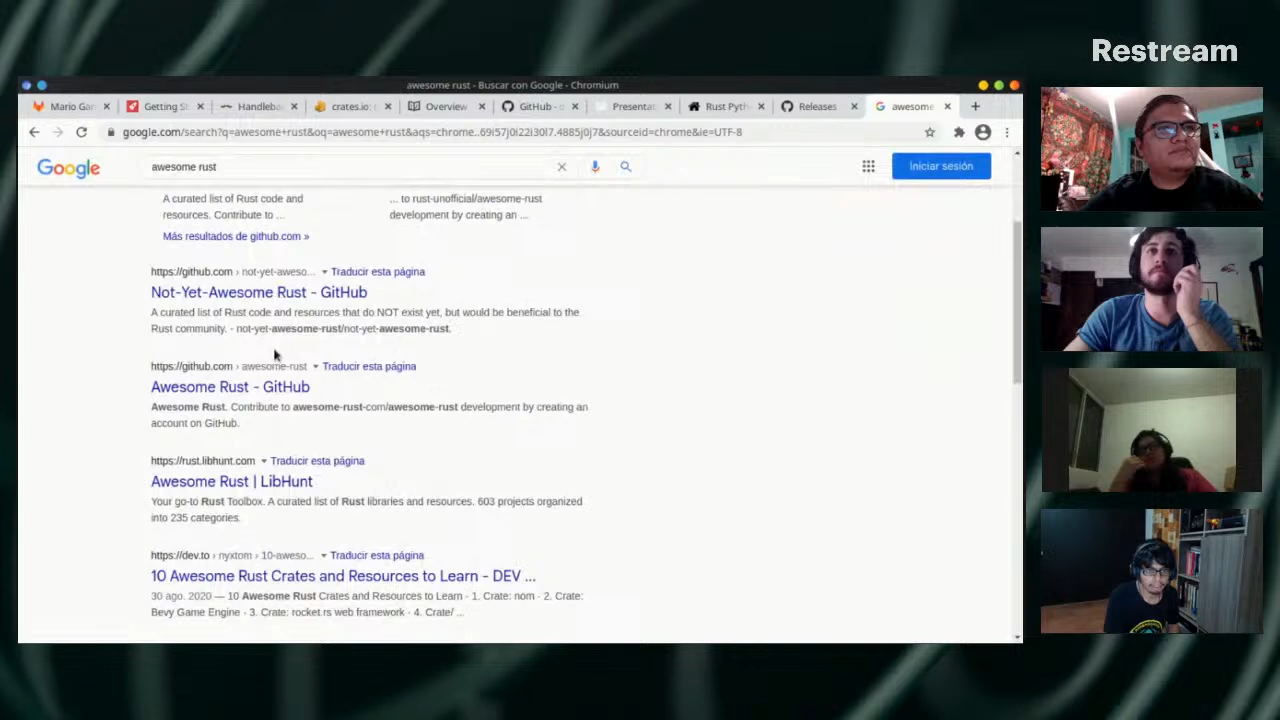 Restream
awesome rust - Buscar con Google - Chromium
Mario Gar
Getting St
Handleba
crates.io: r
Overview
GitHub - o
Presentat
Rust Pyth
Releases
awesome
google.com/search?q=awesome+rust&oq=awesome+rust&aqs=chrome..69i57j0i22i30l7.4885j0j7&sourceid=chrome&ie=UTF-8
Google
awesome rust
Iniciar sesión
A curated list of Rust code and
resources. Contribute to ...
... to rust-unofficial/awesome-rust
development by creating an ...
Más resultados de github.com »
https://github.com › not-yet-aweso... Traducir esta página
Not-Yet-Awesome Rust - GitHub
A curated list of Rust code and resources that do NOT exist yet, but would be beneficial to the
Rust community. - not-yet-awesome-rust/not-yet-awesome-rust.
https://github.com › awesome-rust Traducir esta página
Awesome Rust - GitHub
Awesome Rust. Contribute to awesome-rust-com/awesome-rust development by creating an
account on GitHub.
https://rust.libhunt.com Traducir esta página
Awesome Rust | LibHunt
Your go-to Rust Toolbox. A curated list of Rust libraries and resources. 603 projects organized
into 235 categories.
https://dev.to › nyxtom › 10-aweso... Traducir esta página
10 Awesome Rust Crates and Resources to Learn - DEV ...
30 ago. 2020 — 10 Awesome Rust Crates and Resources to Learn · 1. Crate: nom · 2. Crate:
Bevy Game Engine · 3. Crate: rocket.rs web framework · 4. Crate/ ...